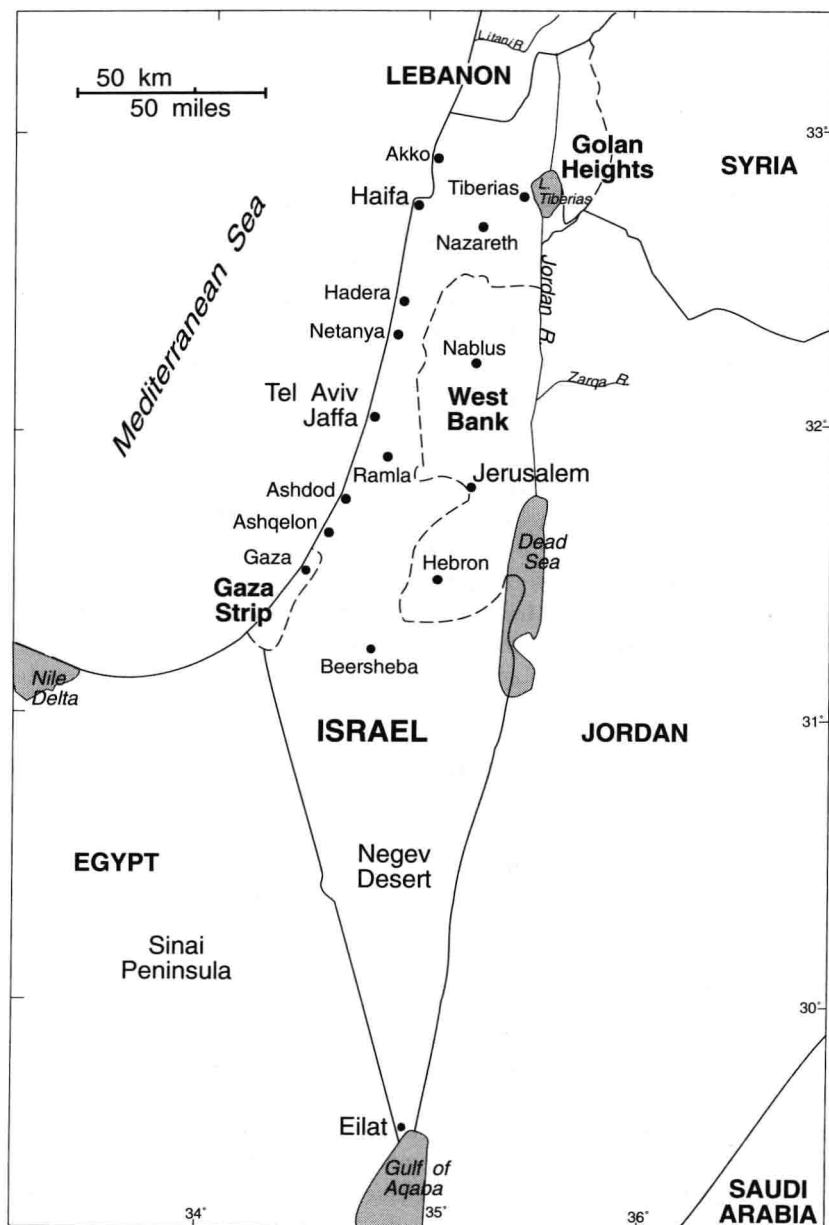 Litani R.
LEBANON
50 km
50 miles
33°
Akko
Golan
Heights
SYRIA
Haifa
Tiberias
L.
Tiberias
Nazareth
Mediterranean Sea
Jordan R.
Hadera
Netanya
Nablus
Zarqa R.
Tel Aviv
Jaffa
West
Bank
32°
Ramla
Jerusalem
Ashdod
Ashqelon
Dead
Sea
Gaza
Hebron
Gaza
Strip
Beersheba
Nile
Delta
ISRAEL
JORDAN
31°
EGYPT
Negev
Desert
Sinai
Peninsula
30°
Eilat
Gulf of
Aqaba
SAUDI
ARABIA
34°
35°
36°